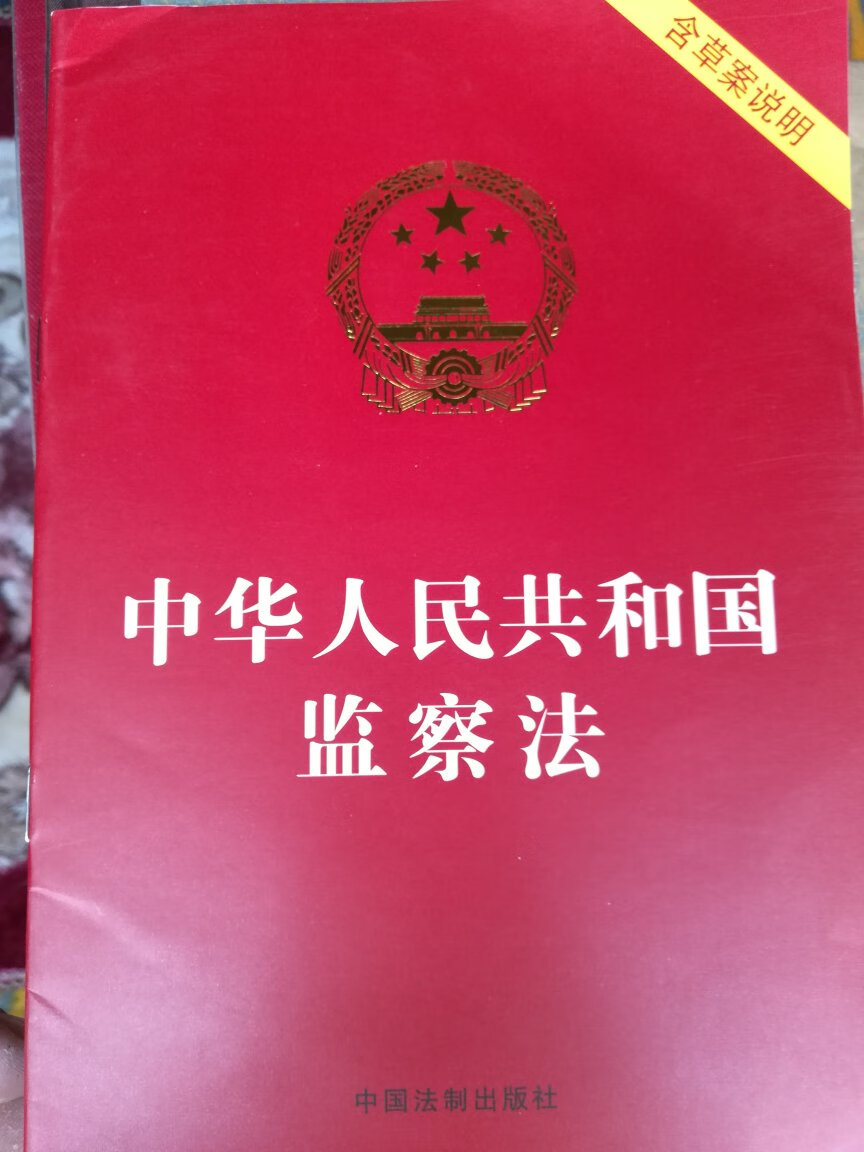 含草案说明
中华人民共和国
监察法
中国法制出版社